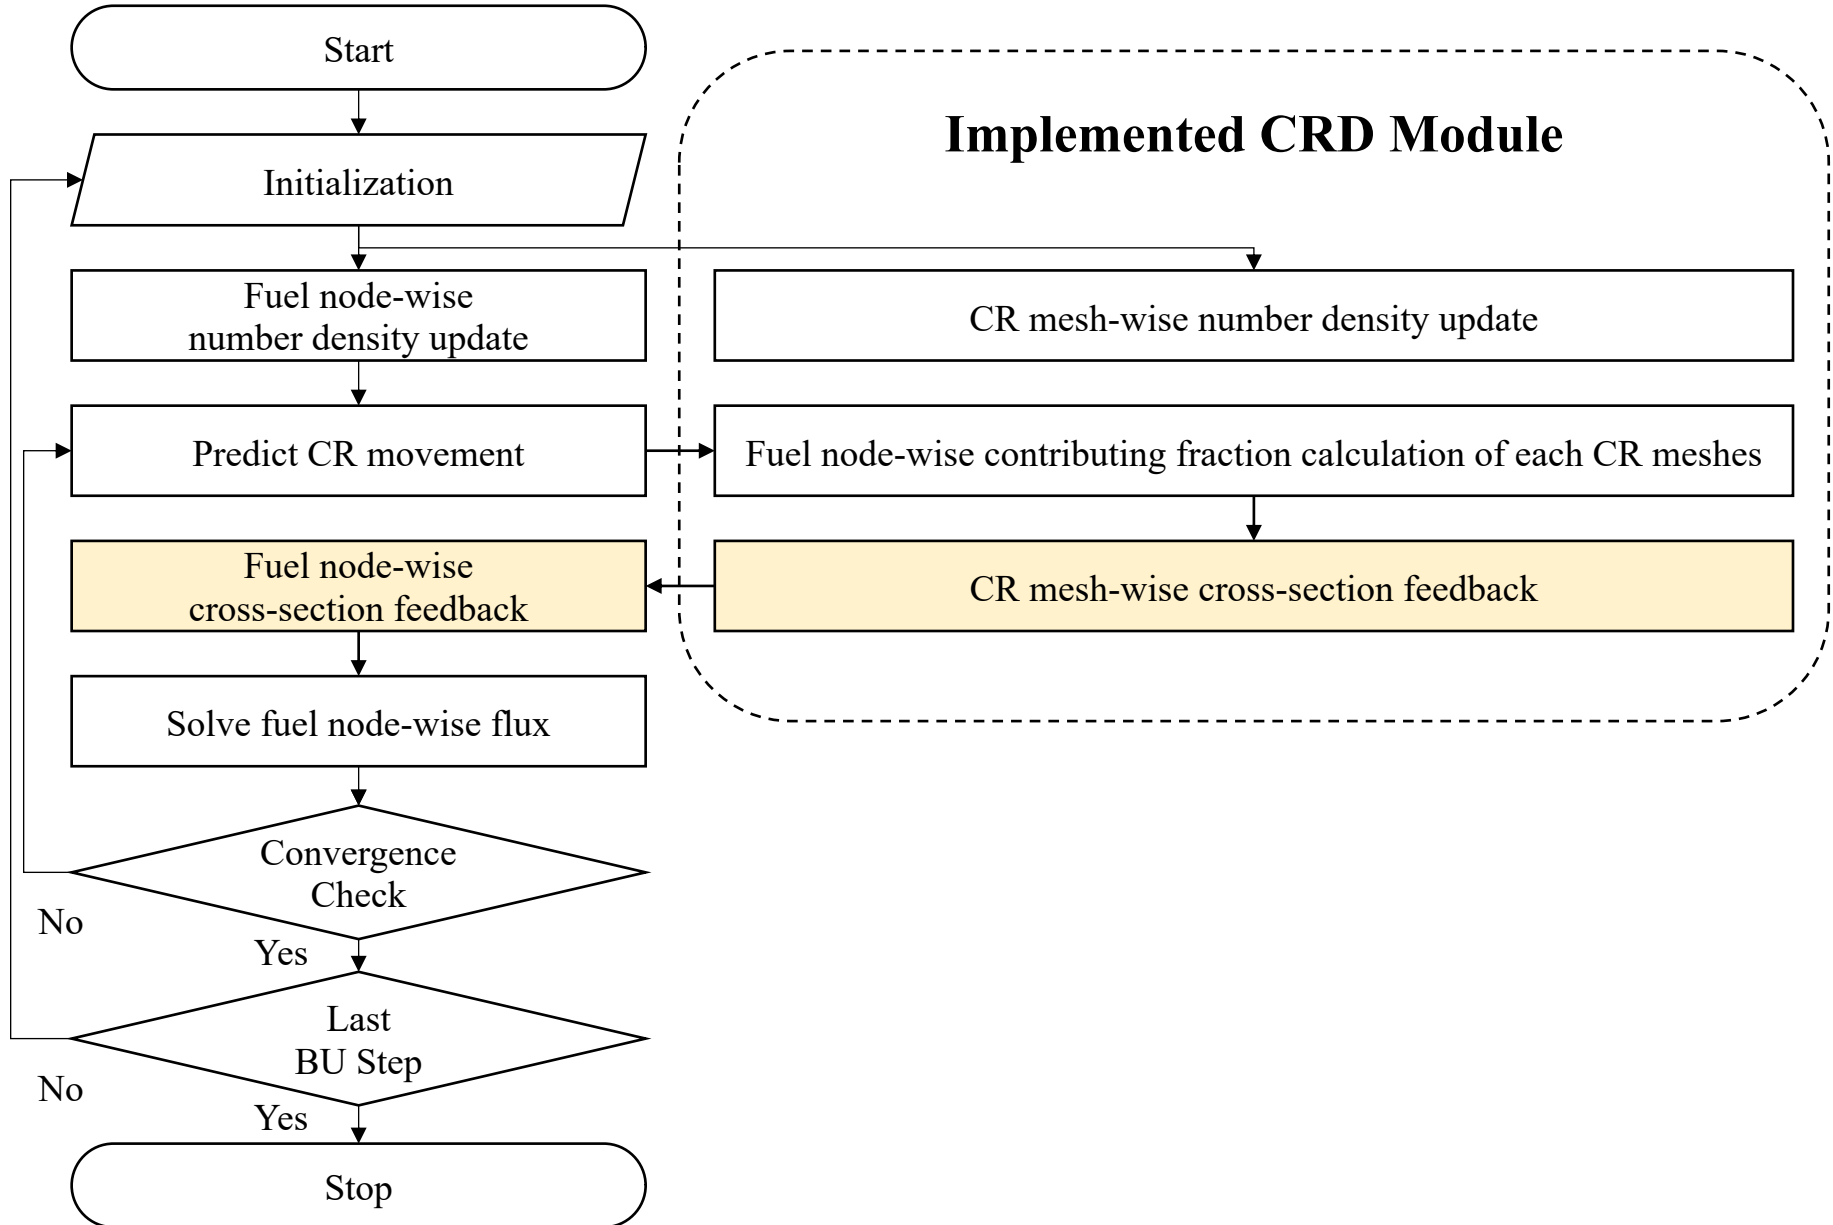 Start
Implemented CRD Module
Initialization
Fuel node-wise
number density update
CR mesh-wise number density update
Predict CR movement
Fuel node-wise contributing fraction calculation of each CR meshes
Fuel node-wise
cross-section feedback
CR mesh-wise cross-section feedback
Solve fuel node-wise flux
Convergence
Check
No
Yes
Last
BU Step
No
Yes
Stop